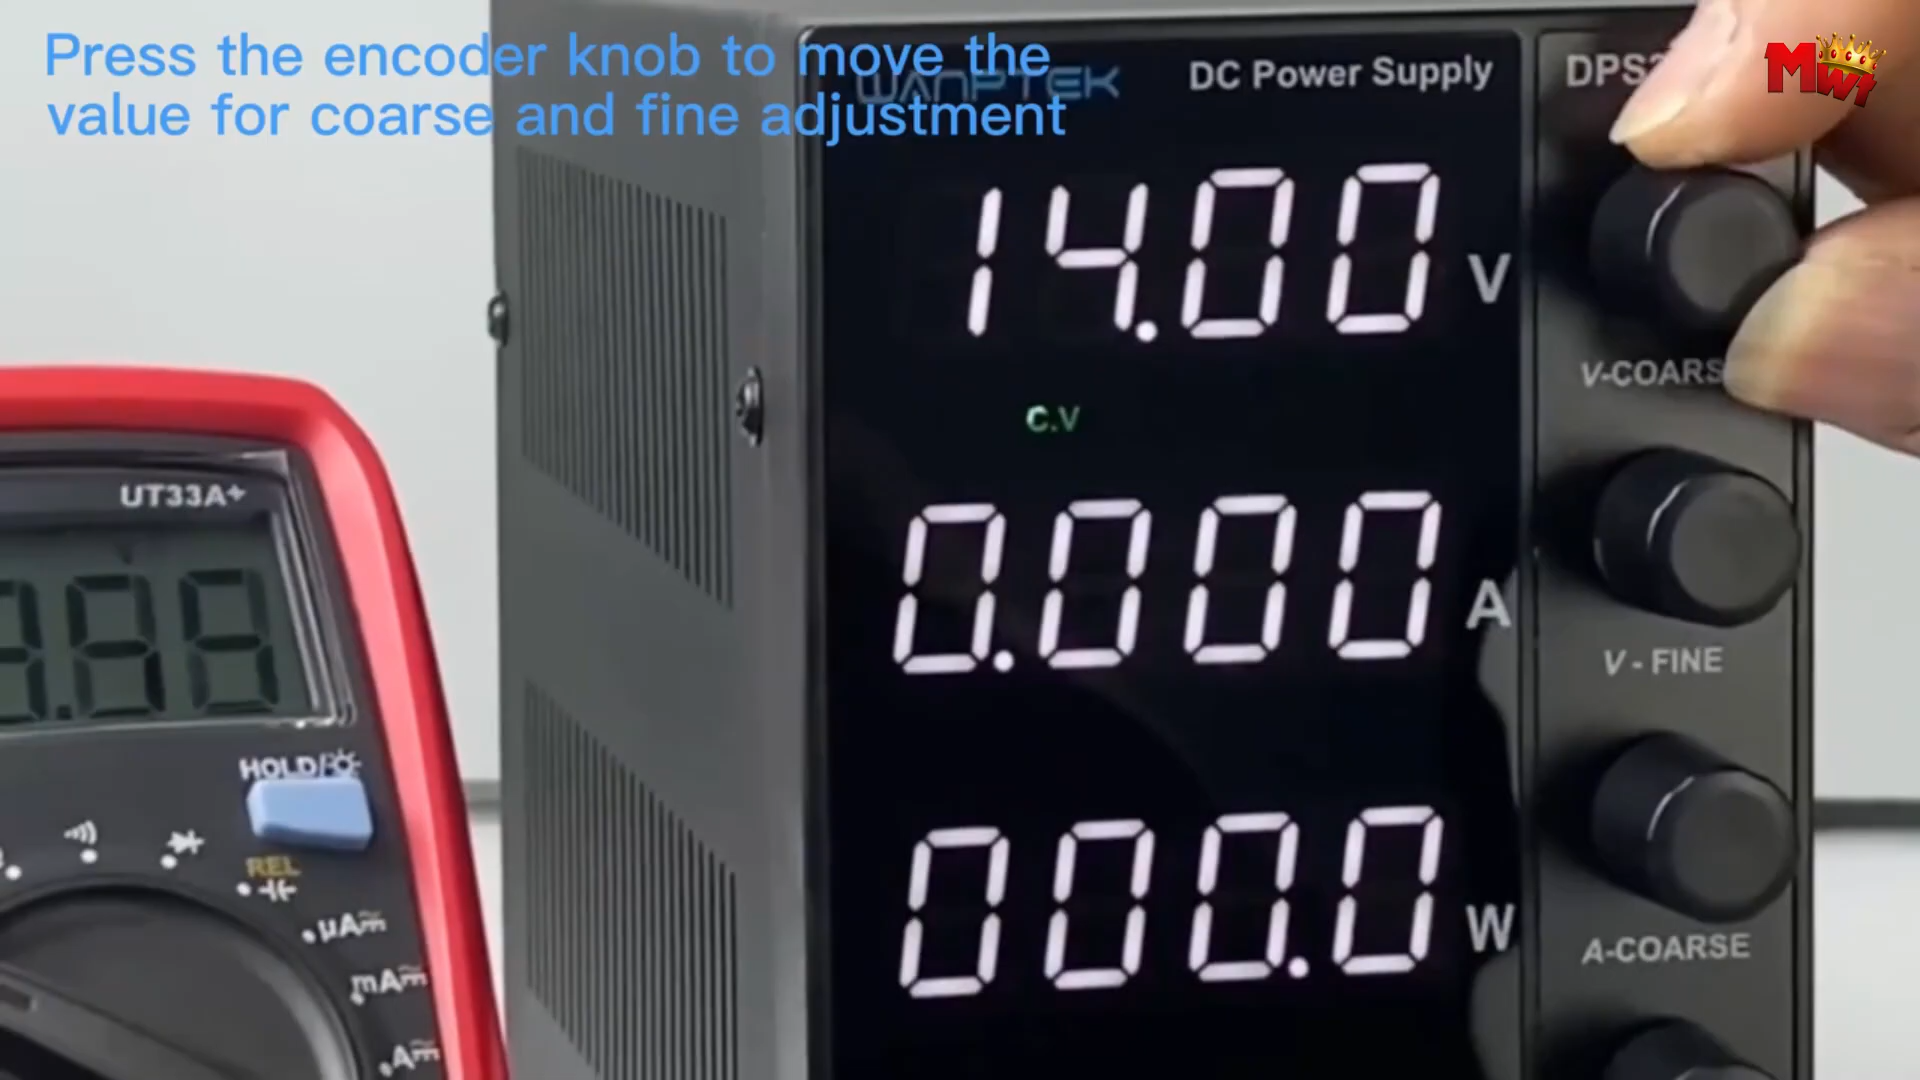 Press the encoder knob to move the
value for coarse and fine adjustment
WANPTEK
DC Power Supply
14.00 V
C.V
0.000 A
000.0 W
V-COARS
V - FINE
A-COARSE
UT33A+
HOLD/
REL
µA
mA
A
MWT